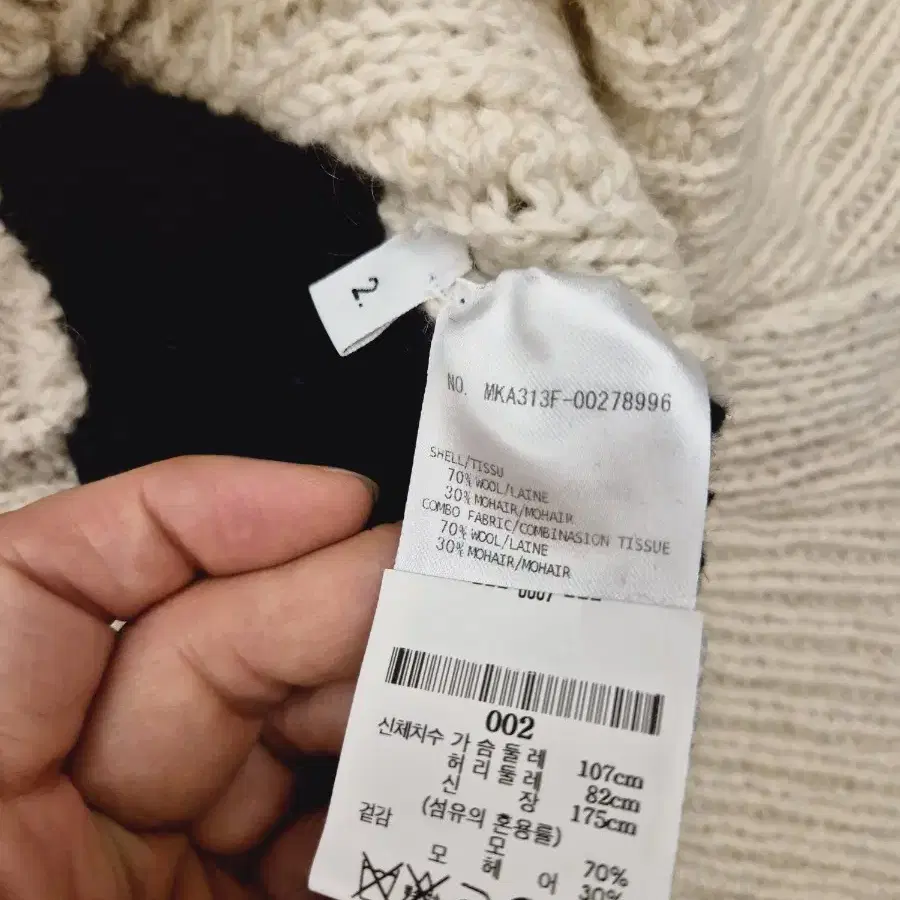 2.
NO. MKA313F-00278996
SHELL/TISSU
70% WOOL/LAINE
30% MOHAIR/MOHAIR
COMBO FABRIC/COMBINASION TISSUE
70% WOOL/LAINE
30% MOHAIR/MOHAIR
002
신체치수 가슴둘레 107cm
허리둘레 82cm
신 장 175cm
(섬유의 혼용률)
겉감
모 70%
모 헤 어 30%